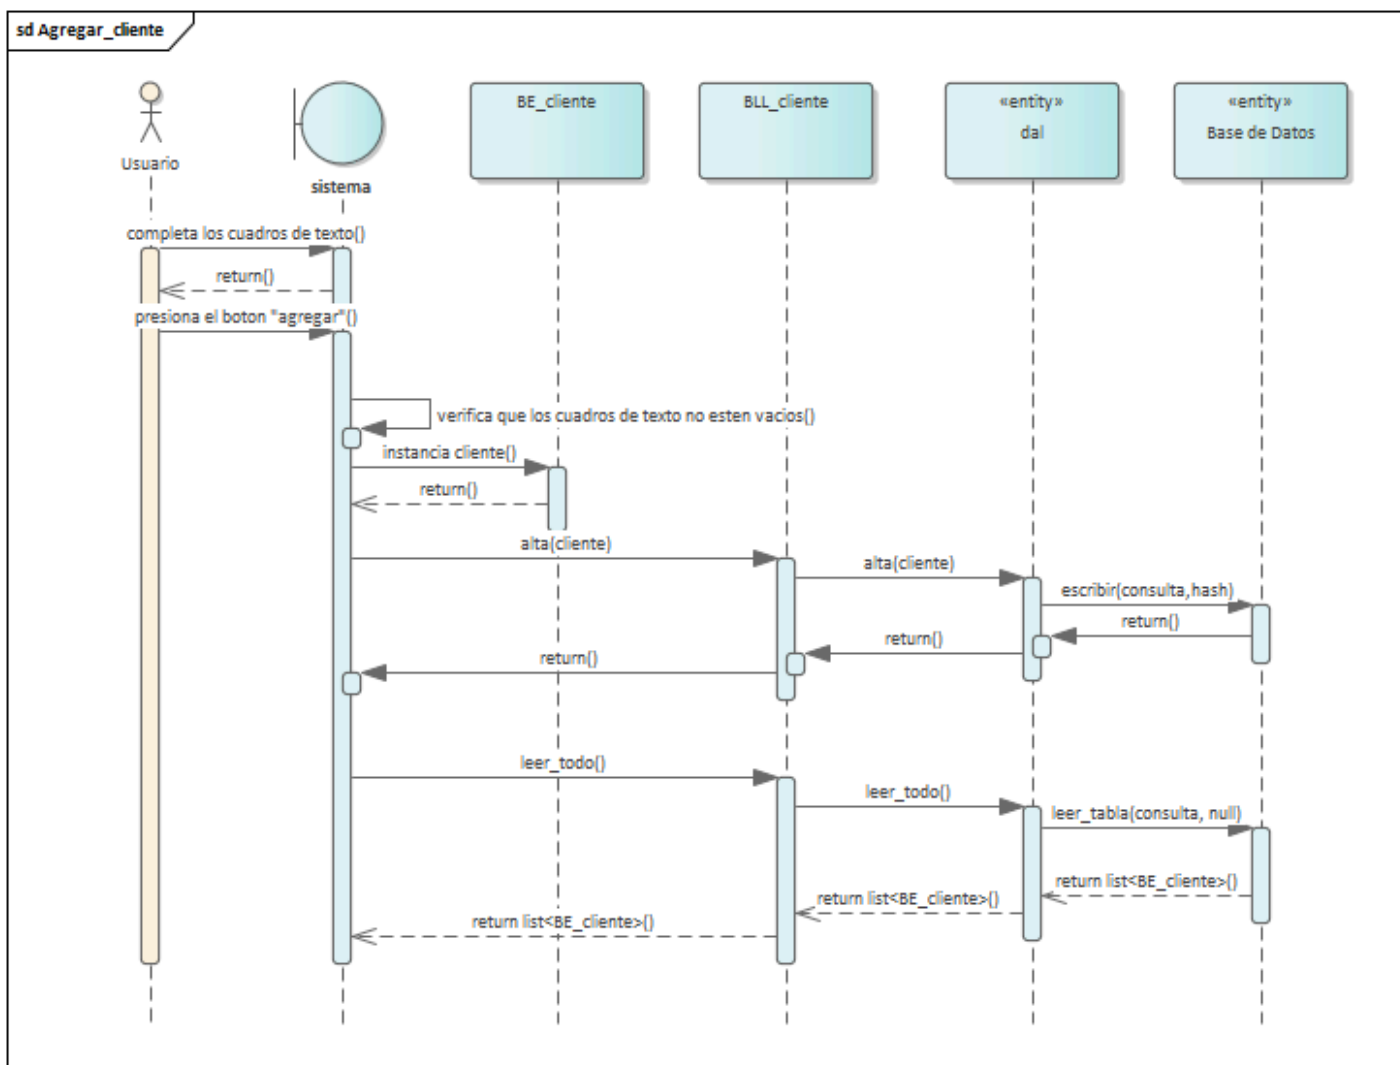 sd Agregar_cliente
BE_cliente
BLL_cliente
«entity»
dal
«entity»
Base de Datos
Usuario
sistema
completa los cuadros de texto()
return()
presiona el boton "agregar"()
verifica que los cuadros de texto no esten vacios()
instancia cliente()
return()
alta(cliente)
alta(cliente)
escribir(consulta,hash)
return()
return()
return()
leer_todo()
leer_todo()
leer_tabla(consulta, null)
return list<BE_cliente>()
return list<BE_cliente>()
return list<BE_cliente>()